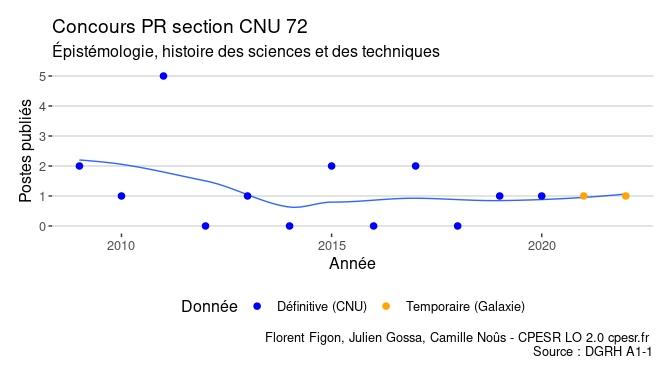 Concours PR section CNU 72
Épistémologie, histoire des sciences et des techniques
Postes publiés
5
4
3
2
1
0
2010 2015 2020
Année
Donnée Définitive (CNU) Temporaire (Galaxie)
Florent Figon, Julien Gossa, Camille Noûs - CPESR LO 2.0 cpesr.fr
Source : DGRH A1-1